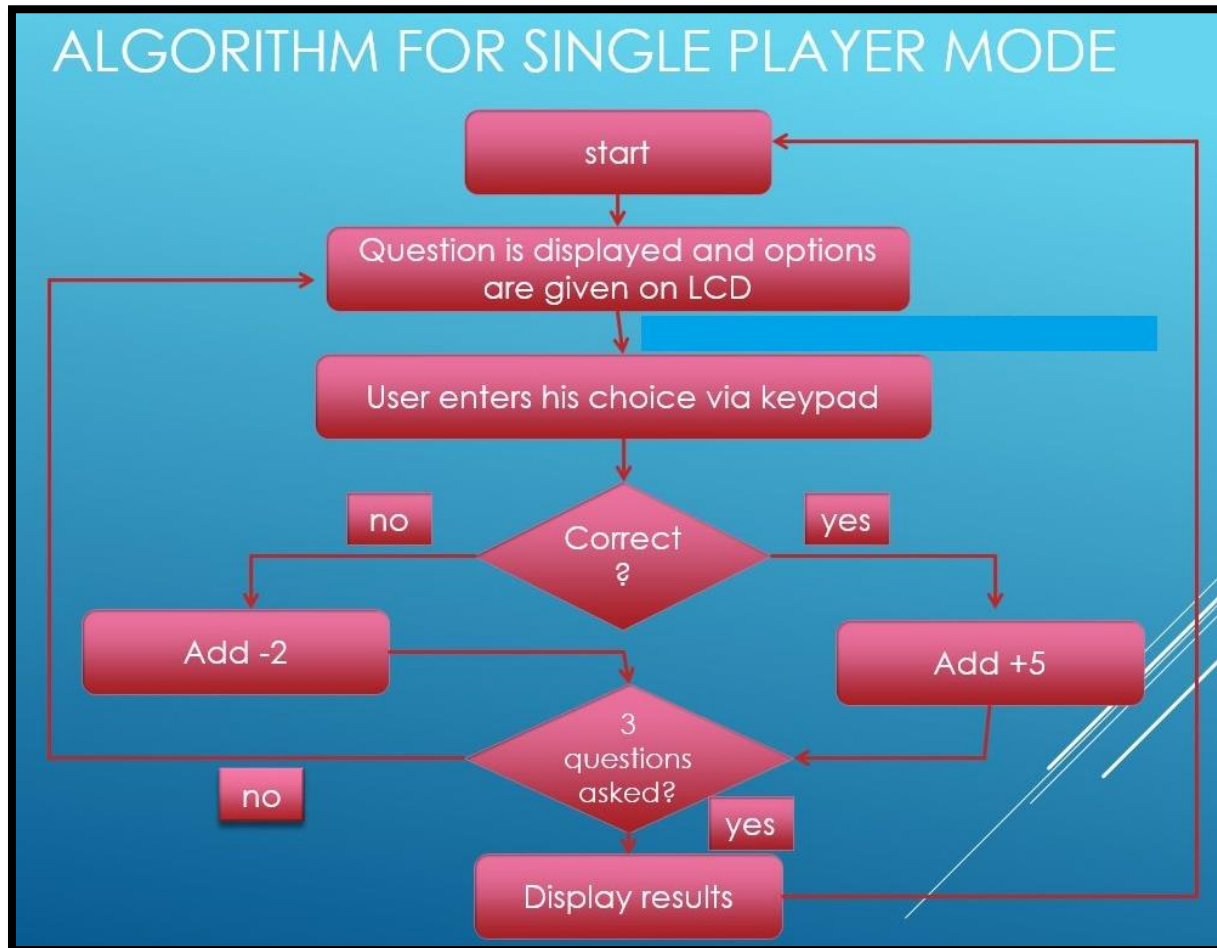 ALGORITHM FOR SINGLE PLAYER MODE
start
Question is displayed and options
are given on LCD
User enters his choice via keypad
no
yes
Correct
?
Add -2
Add +5
3
questions
asked?
no
yes
Display results